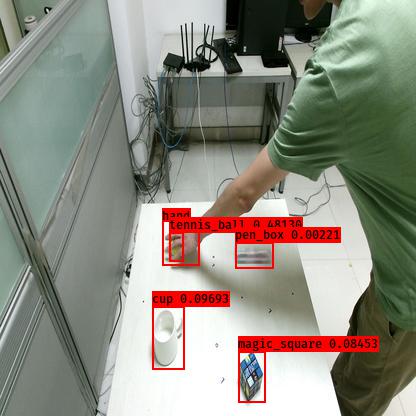 hand
tennis_ball 0.48130
pen_box 0.00221
cup 0.09693
magic_square 0.08453